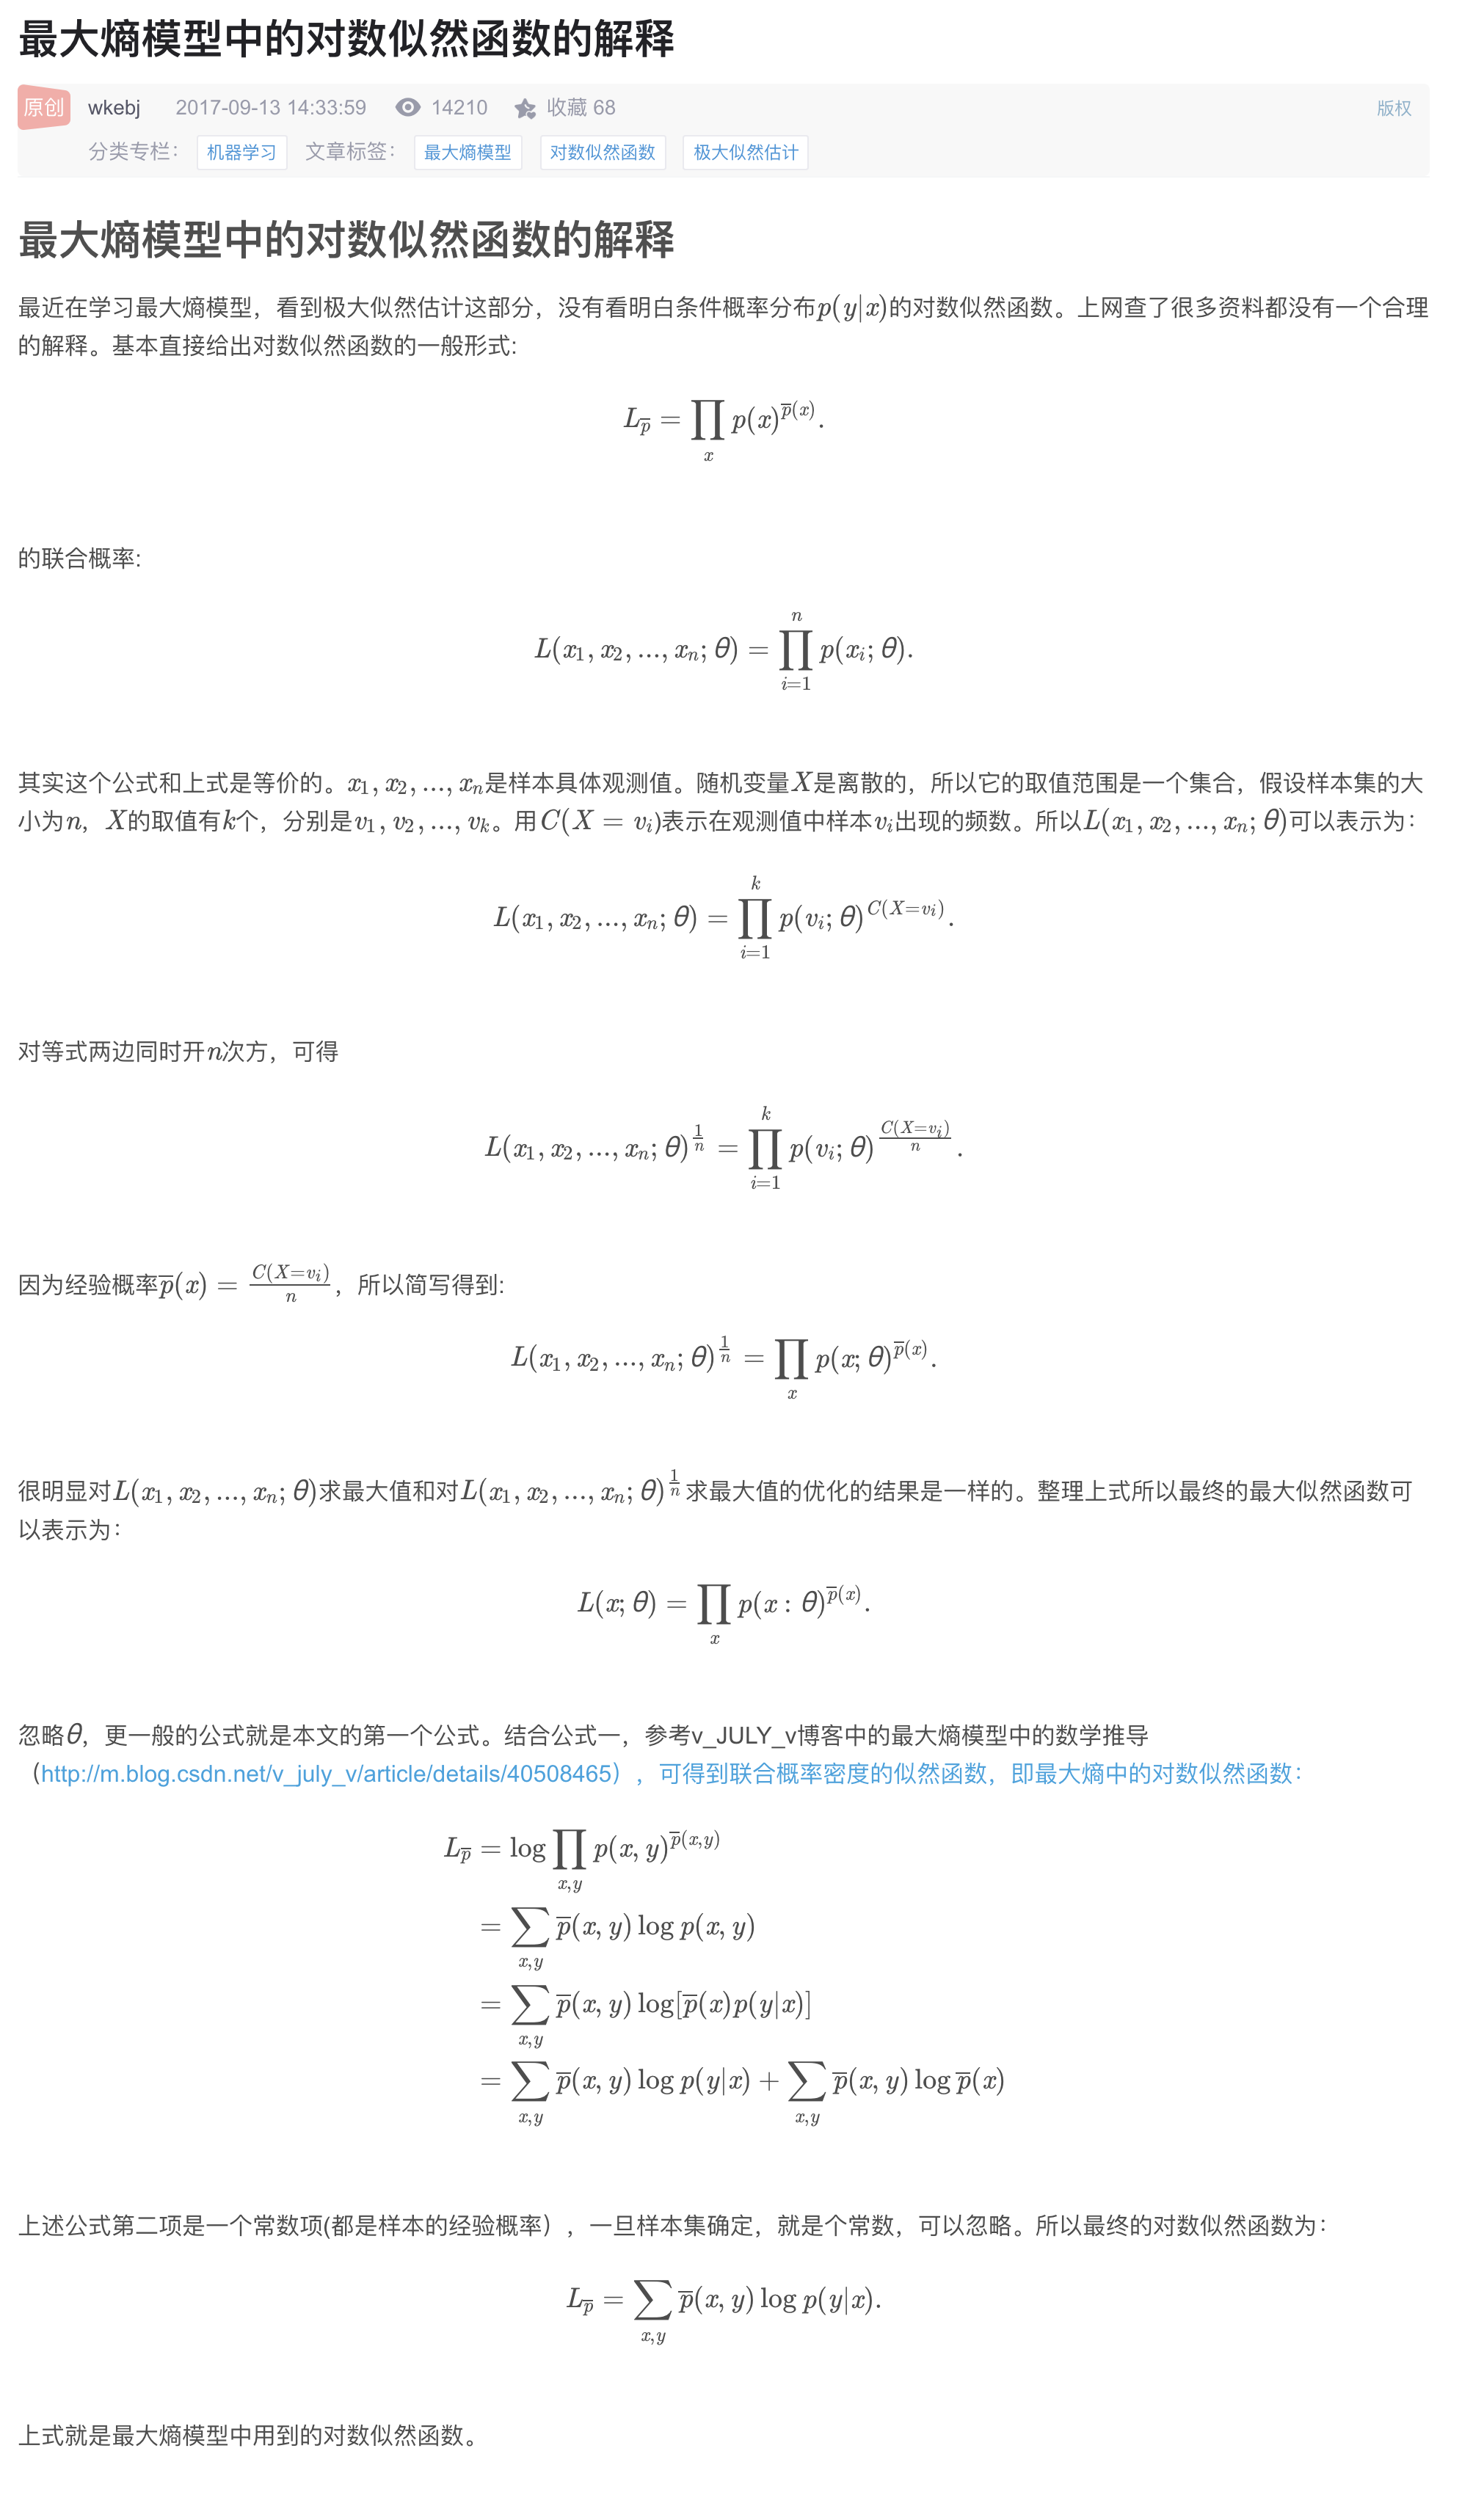 最大熵模型中的对数似然函数的解释
原创 wkebj 2017-09-13 14:33:59 14210 收藏 68 版权
分类专栏： 机器学习 文章标签： 最大熵模型 对数似然函数 极大似然估计
最大熵模型中的对数似然函数的解释
最近在学习最大熵模型，看到极大似然估计这部分，没有看明白条件概率分布p(y|x)的对数似然函数。上网查了很多资料都没有一个合理
的解释。基本直接给出对数似然函数的一般形式:
$L_{\overline{p}} = \prod_{x} p(x)^{\overline{p}(x)}.$
的联合概率:
$L(x_1, x_2, ..., x_n; \theta) = \prod_{i=1}^{n} p(x_i; \theta).$
其实这个公式和上式是等价的。$x_1, x_2, ..., x_n$是样本具体观测值。随机变量$X$是离散的，所以它的取值范围是一个集合，假设样本集的大
小为$n$，$X$的取值有$k$个，分别是$v_1, v_2, ..., v_k$。用$C(X = v_i)$表示在观测值中样本$v_i$出现的频数。所以$L(x_1, x_2, ..., x_n; \theta)$可以表示为：
$L(x_1, x_2, ..., x_n; \theta) = \prod_{i=1}^{k} p(v_i; \theta)^{C(X=v_i)}.$
对等式两边同时开$n$次方，可得
$L(x_1, x_2, ..., x_n; \theta)^{\frac{1}{n}} = \prod_{i=1}^{k} p(v_i; \theta)^{\frac{C(X=v_i)}{n}}.$
因为经验概率$\overline{p}(x) = \frac{C(X=v_i)}{n}$，所以简写得到:
$L(x_1, x_2, ..., x_n; \theta)^{\frac{1}{n}} = \prod_{x} p(x; \theta)^{\overline{p}(x)}.$
很明显对$L(x_1, x_2, ..., x_n; \theta)$求最大值和对$L(x_1, x_2, ..., x_n; \theta)^{\frac{1}{n}}$求最大值的优化的结果是一样的。整理上式所以最终的最大似然函数可
以表示为：
$L(x; \theta) = \prod_{x} p(x : \theta)^{\overline{p}(x)}.$
忽略$\theta$，更一般的公式就是本文的第一个公式。结合公式一，参考v_JULY_v博客中的最大熵模型中的数学推导
（http://m.blog.csdn.net/v_july_v/article/details/40508465），可得到联合概率密度的似然函数，即最大熵中的对数似然函数：
$L_{\overline{p}} = \log \prod_{x,y} p(x, y)^{\overline{p}(x,y)}$
$= \sum_{x,y} \overline{p}(x, y) \log p(x, y)$
$= \sum_{x,y} \overline{p}(x, y) \log[\overline{p}(x)p(y|x)]$
$= \sum_{x,y} \overline{p}(x, y) \log p(y|x) + \sum_{x,y} \overline{p}(x, y) \log \overline{p}(x)$
上述公式第二项是一个常数项(都是样本的经验概率），一旦样本集确定，就是个常数，可以忽略。所以最终的对数似然函数为：
$L_{\overline{p}} = \sum_{x,y} \overline{p}(x, y) \log p(y|x).$
上式就是最大熵模型中用到的对数似然函数。